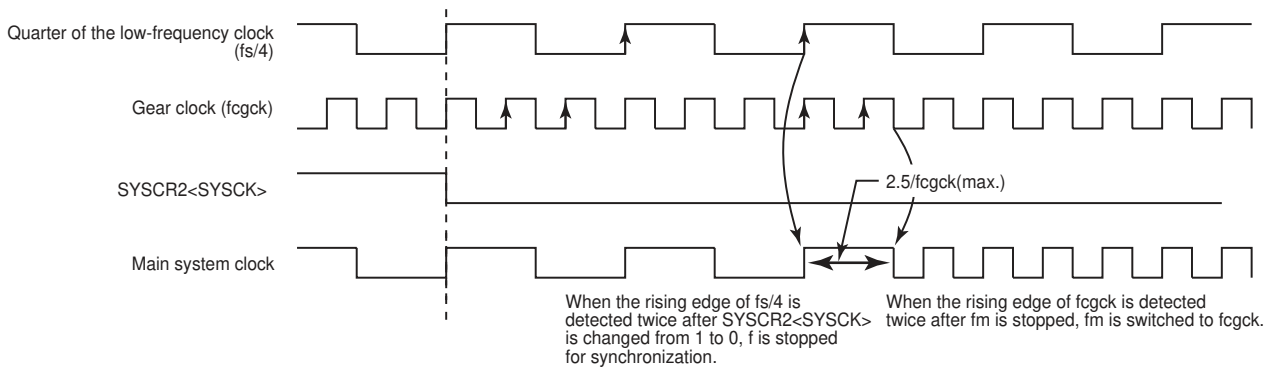 Quarter of the low-frequency clock
(fs/4)
Gear clock (fcgck)
SYSCR2<SYSCK>
2.5/fcgck(max.)
Main system clock
When the rising edge of fs/4 is
detected twice after SYSCR2<SYSCK>
is changed from 1 to 0, f is stopped
for synchronization.
When the rising edge of fcgck is detected
twice after fm is stopped, fm is switched to fcgck.